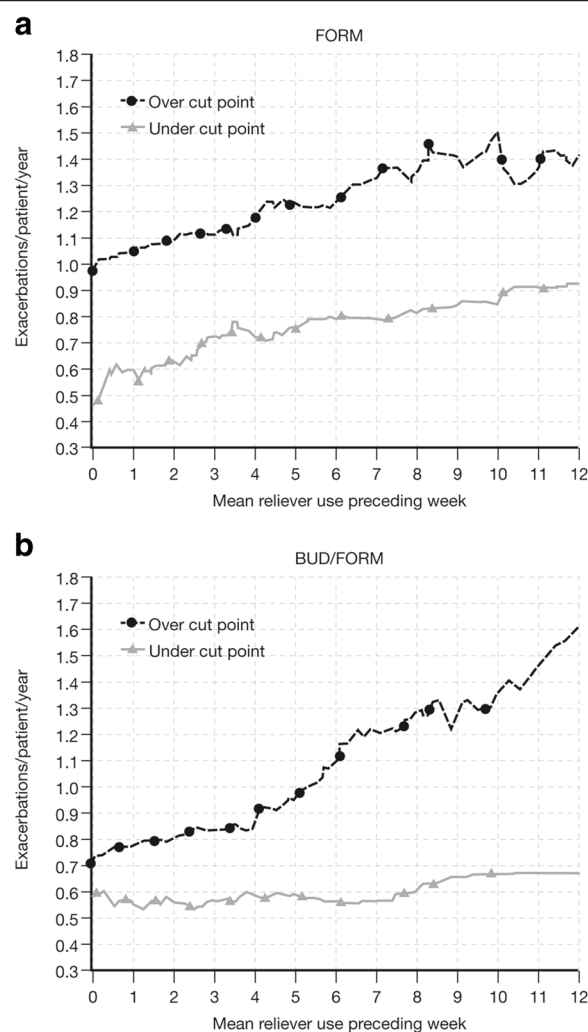 a
FORM
1.8
1.7
1.6
1.5
1.4
1.3
1.2
1.1
1.0
0.9
0.8
0.7
0.6
0.5
0.4
0.3
Over cut point
Under cut point
Exacerbations/patient/year
0 1 2 3 4 5 6 7 8 9 10 11 12
Mean reliever use preceding week
b
BUD/FORM
1.8
1.7
1.6
1.5
1.4
1.3
1.2
1.1
1.0
0.9
0.8
0.7
0.6
0.5
0.4
0.3
Over cut point
Under cut point
Exacerbations/patient/year
0 1 2 3 4 5 6 7 8 9 10 11 12
Mean reliever use preceding week